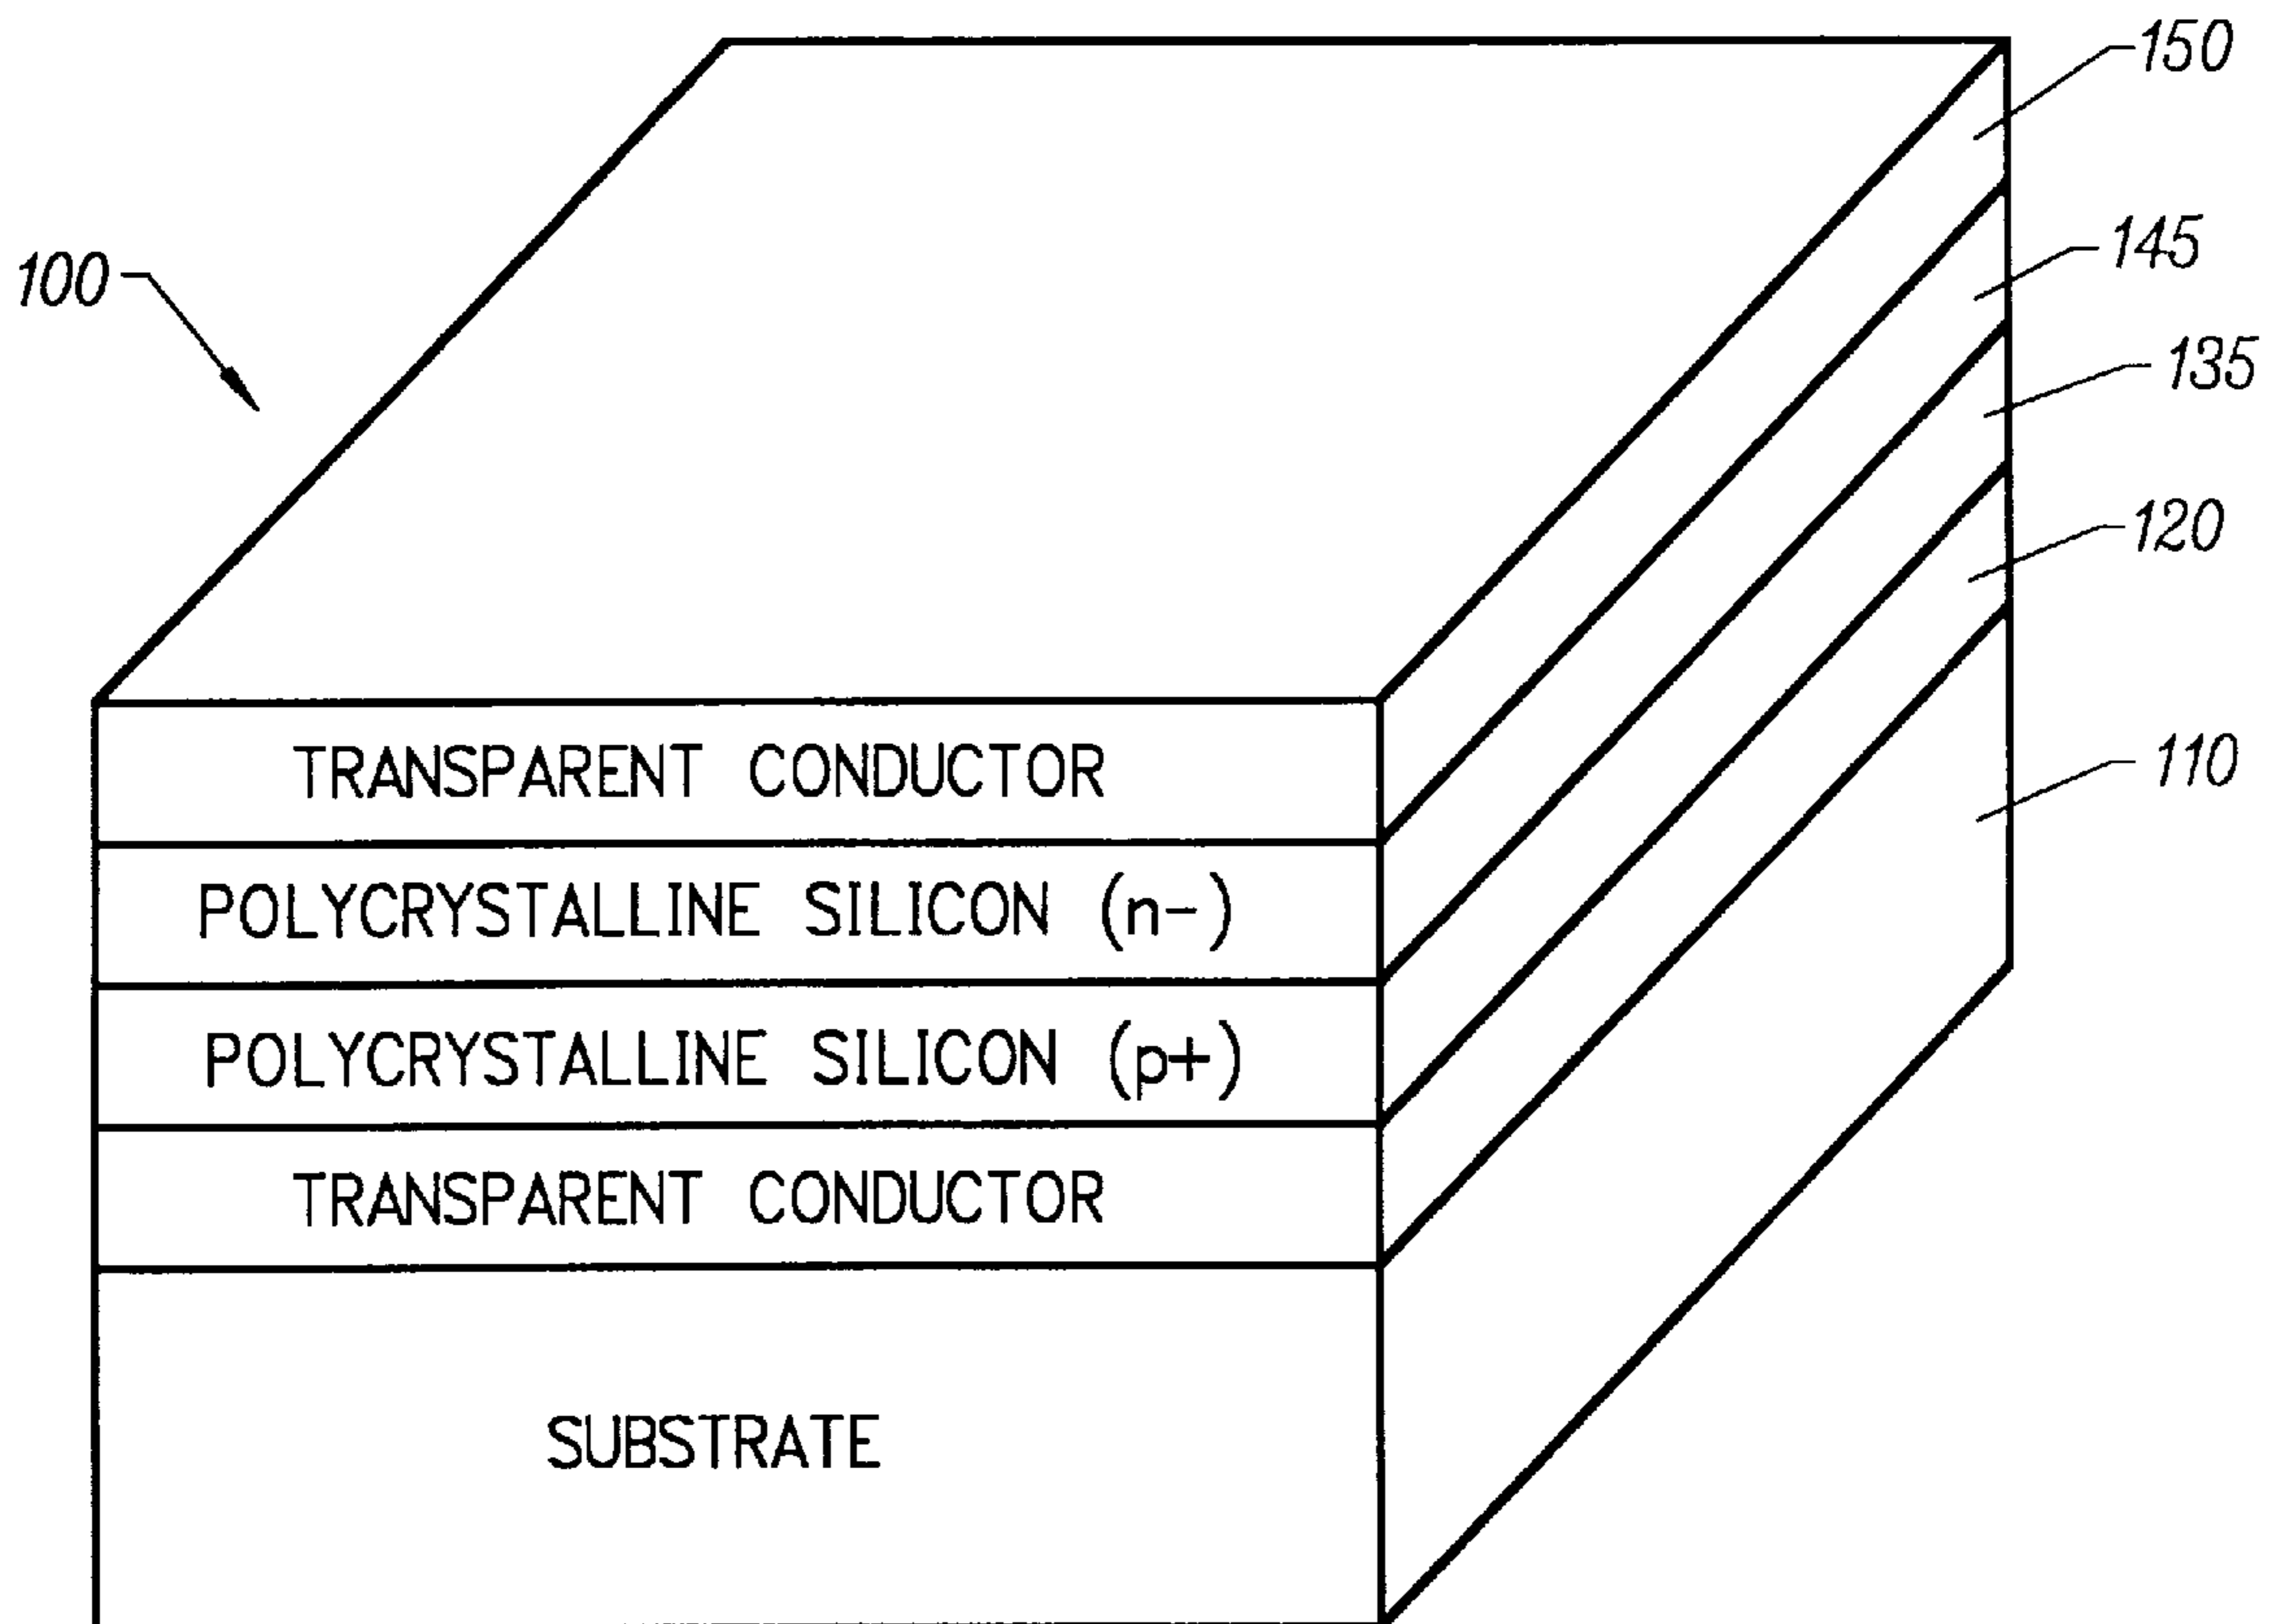 150
145
100
135
120
110
TRANSPARENT CONDUCTOR
POLYCRYSTALLINE SILICON (n-)
POLYCRYSTALLINE SILICON (p+)
TRANSPARENT CONDUCTOR
SUBSTRATE